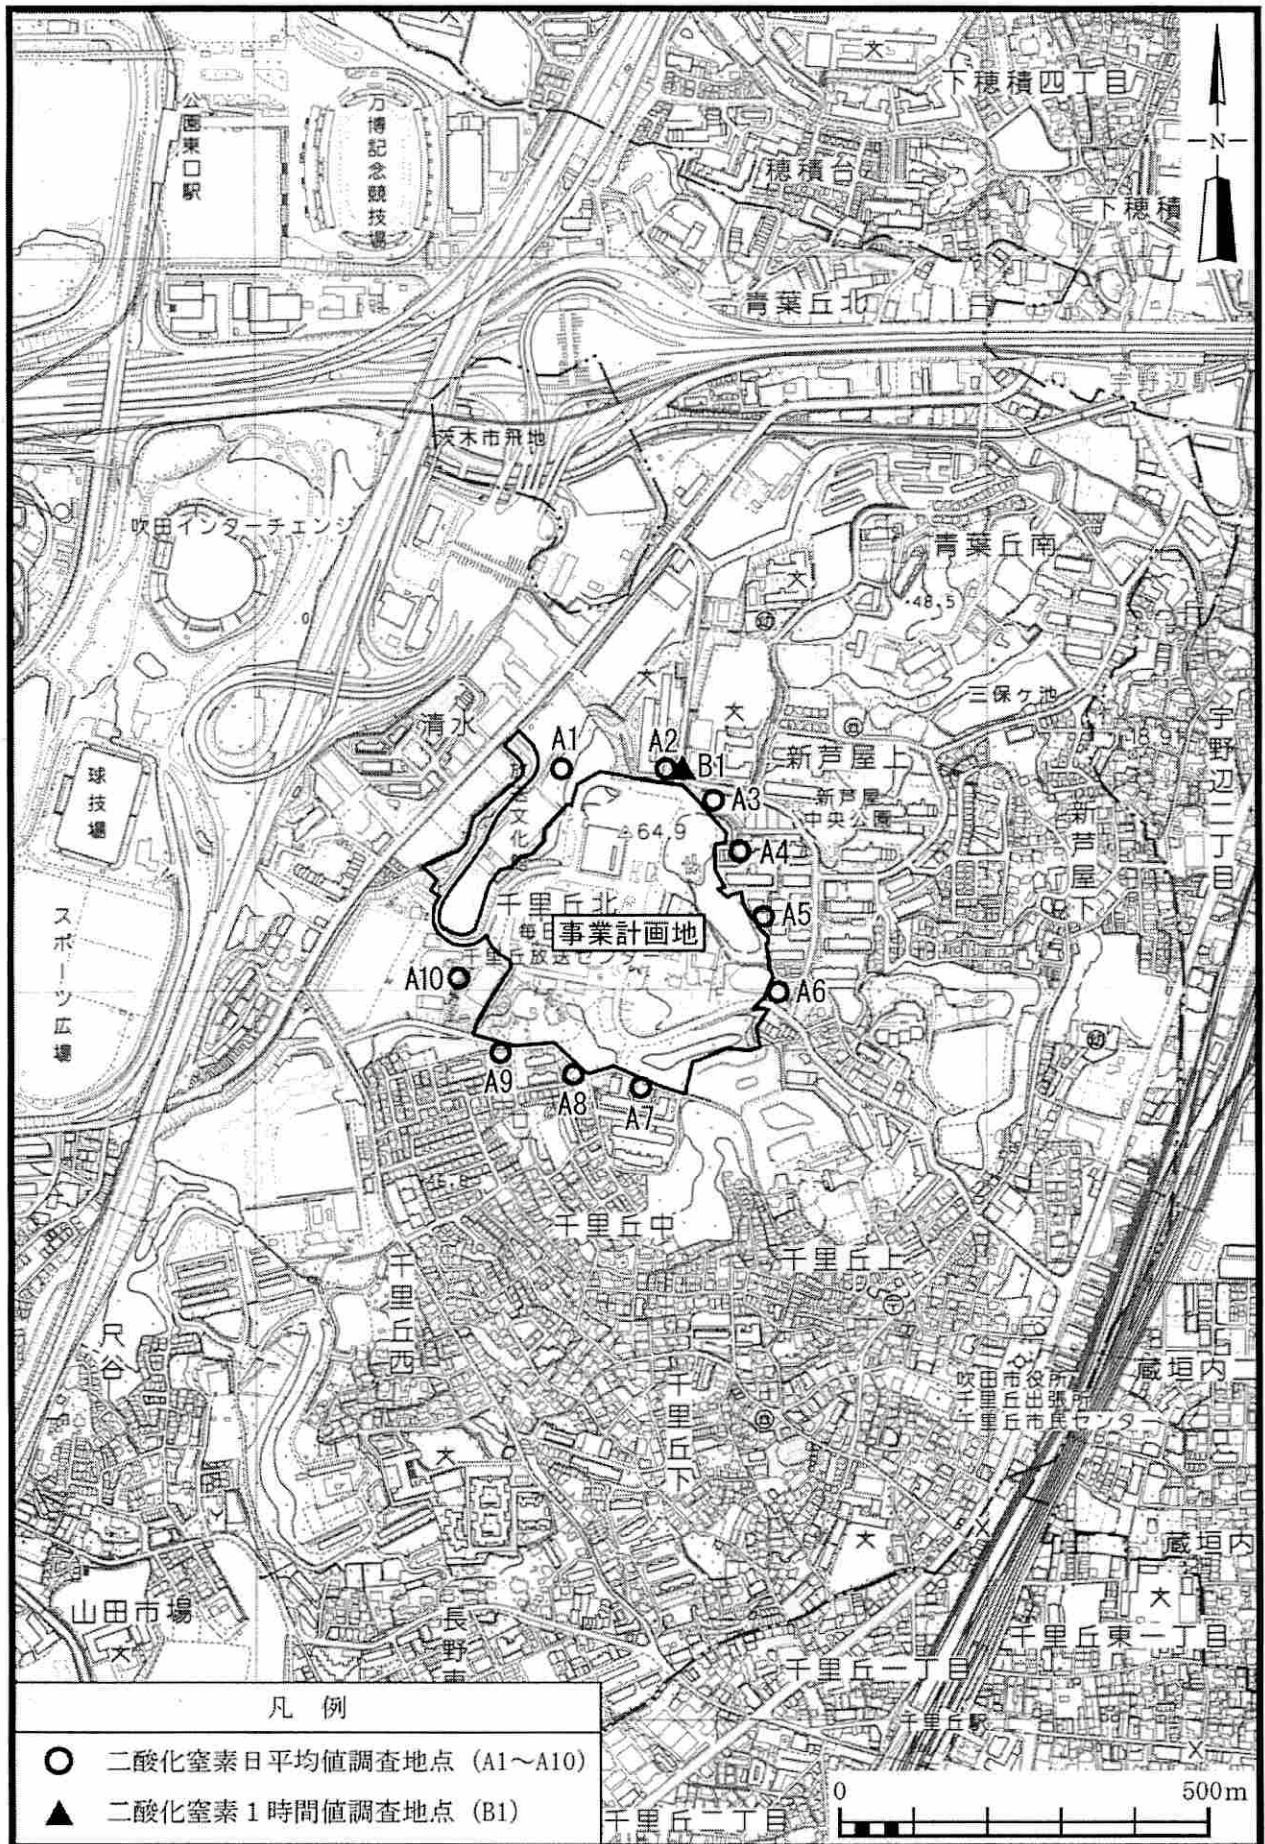 下穂積四丁目
公園東口駅
万博記念競技場
穂積台
下穂積
N
青葉丘北
宇野辺
茨木市飛地
吹田インターチェンジ
青葉丘南
48.5
三保ヶ池
宇野辺二丁目
清水
A1
A2
B1
新芦屋上
A3
新芦屋
中央公園
球技場
64.9
A4
新芦屋下
千里丘北
A5
事業計画地
千里丘放送センター
スポーツ広場
A10
A6
A9
A8
A7
千里丘中
千里丘上
千里丘西
尺谷
蔵垣内二
吹田市役所
千里丘出張所
千里丘市民センター
千里丘下
蔵垣内
山田市場
長野東
千里丘東一丁目
千里丘一丁目
千里丘駅
凡 例
二酸化窒素日平均値調査地点 (A1~A10)
二酸化窒素1時間値調査地点 (B1)
千里丘二丁目
0 500m